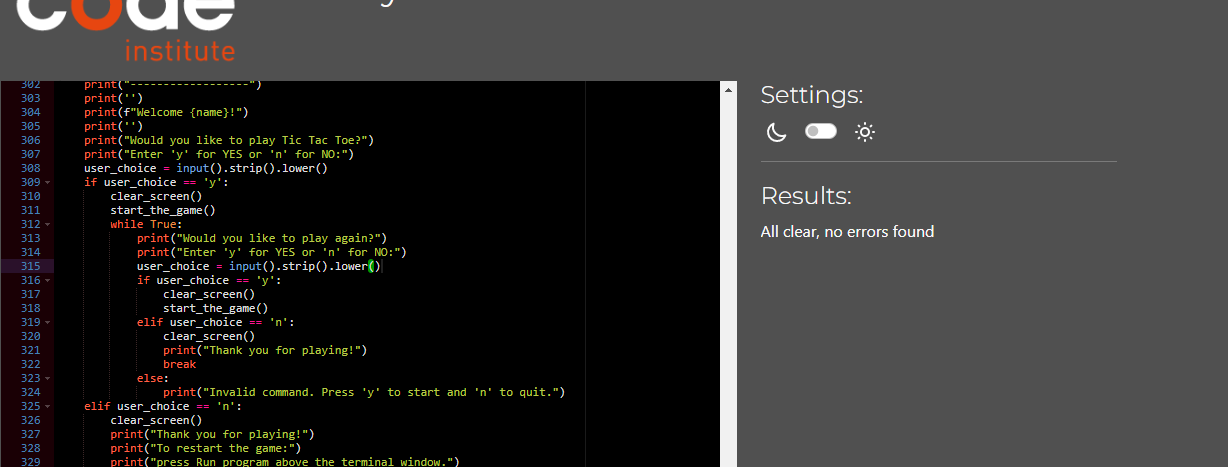 code
institute
302 print("------------------")
303 print('')
304 print(f"Welcome {name}!")
305 print('')
306 print("Would you like to play Tic Tac Toe?")
307 print("Enter 'y' for YES or 'n' for NO:")
308 user_choice = input().strip().lower()
309 if user_choice == 'y':
310 clear_screen()
311 start_the_game()
312 while True:
313 print("Would you like to play again?")
314 print("Enter 'y' for YES or 'n' for NO:")
315 user_choice = input().strip().lower()
316 if user_choice == 'y':
317 clear_screen()
318 start_the_game()
319 elif user_choice == 'n':
320 clear_screen()
321 print("Thank you for playing!")
322 break
323 else:
324 print("Invalid command. Press 'y' to start and 'n' to quit.")
325 elif user_choice == 'n':
326 clear_screen()
327 print("Thank you for playing!")
328 print("To restart the game:")
329 print("press Run program above the terminal window.")
Settings:
Results:
All clear, no errors found